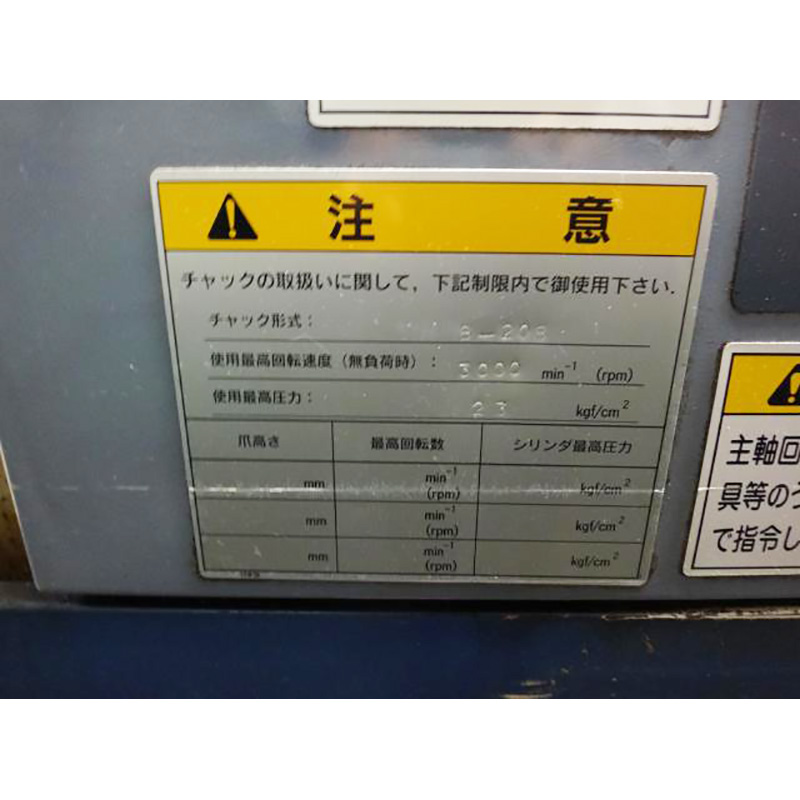 注 意
チャックの取扱いに関して，下記制限内で御使用下さい.
チャック形式：
使用最高回転速度（無負荷時）： 3000 min⁻¹ (rpm)
使用最高圧力： 23 kgf/cm²
爪高さ 最高回転数 シリンダ最高圧力
mm min⁻¹ (rpm) kgf/cm²
mm min⁻¹ (rpm) kgf/cm²
mm min⁻¹ (rpm) kgf/cm²
主軸回
具等のう
で指令し